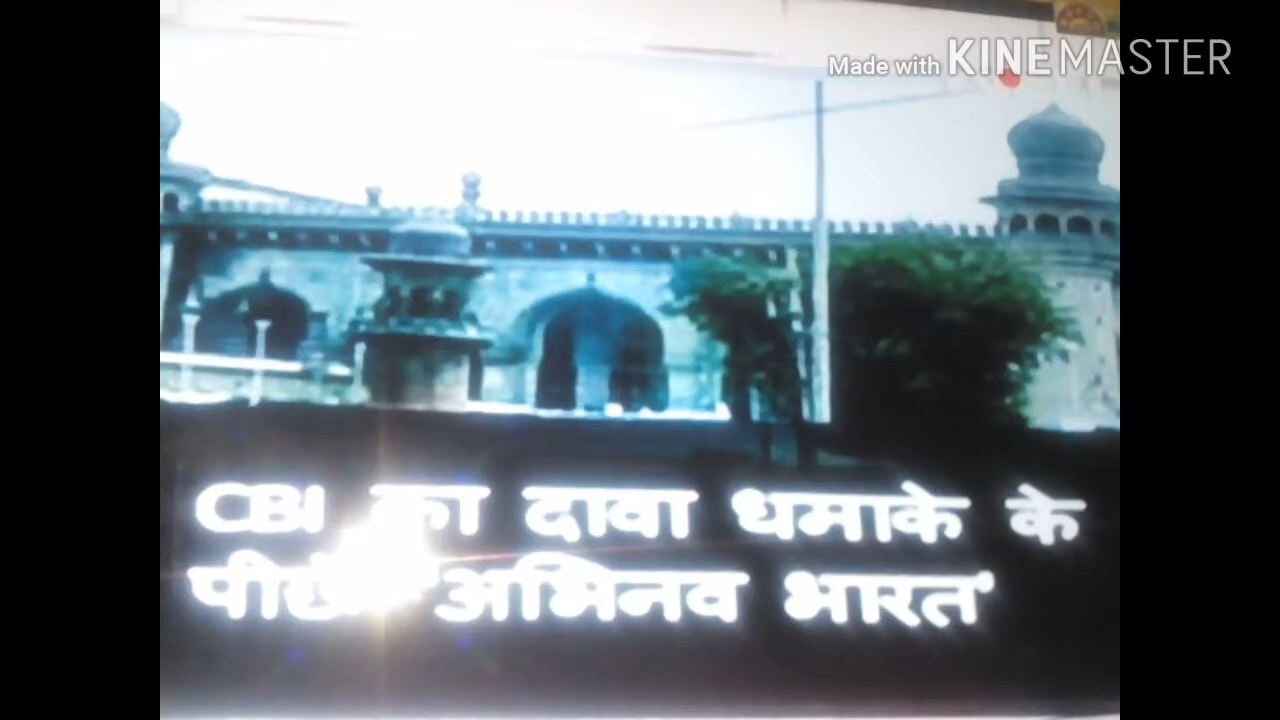 Made with KINEMASTER
CBI का दावा धमाके के
पीछे 'अभिनव भारत'